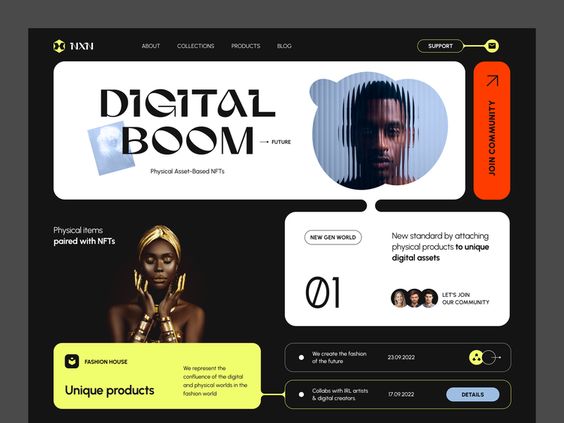 NXN
ABOUT
COLLECTIONS
PRODUCTS
BLOG
SUPPORT
DIGITAL
BOOM
FUTURE
Physical Asset-Based NFTs
JOIN COMMUNITY
Physical items
paired with NFTs
NEW GEN WORLD
01
New standard by attaching
physical products to unique
digital assets
LET'S JOIN
OUR COMMUNITY
FASHION HOUSE
Unique products
We represent the
confluence of the digital
and physical worlds in the
fashion world
We create the fashion
of the future
23.09.2022
Collabs with IRL artists
& digital creators
17.09.2022
DETAILS